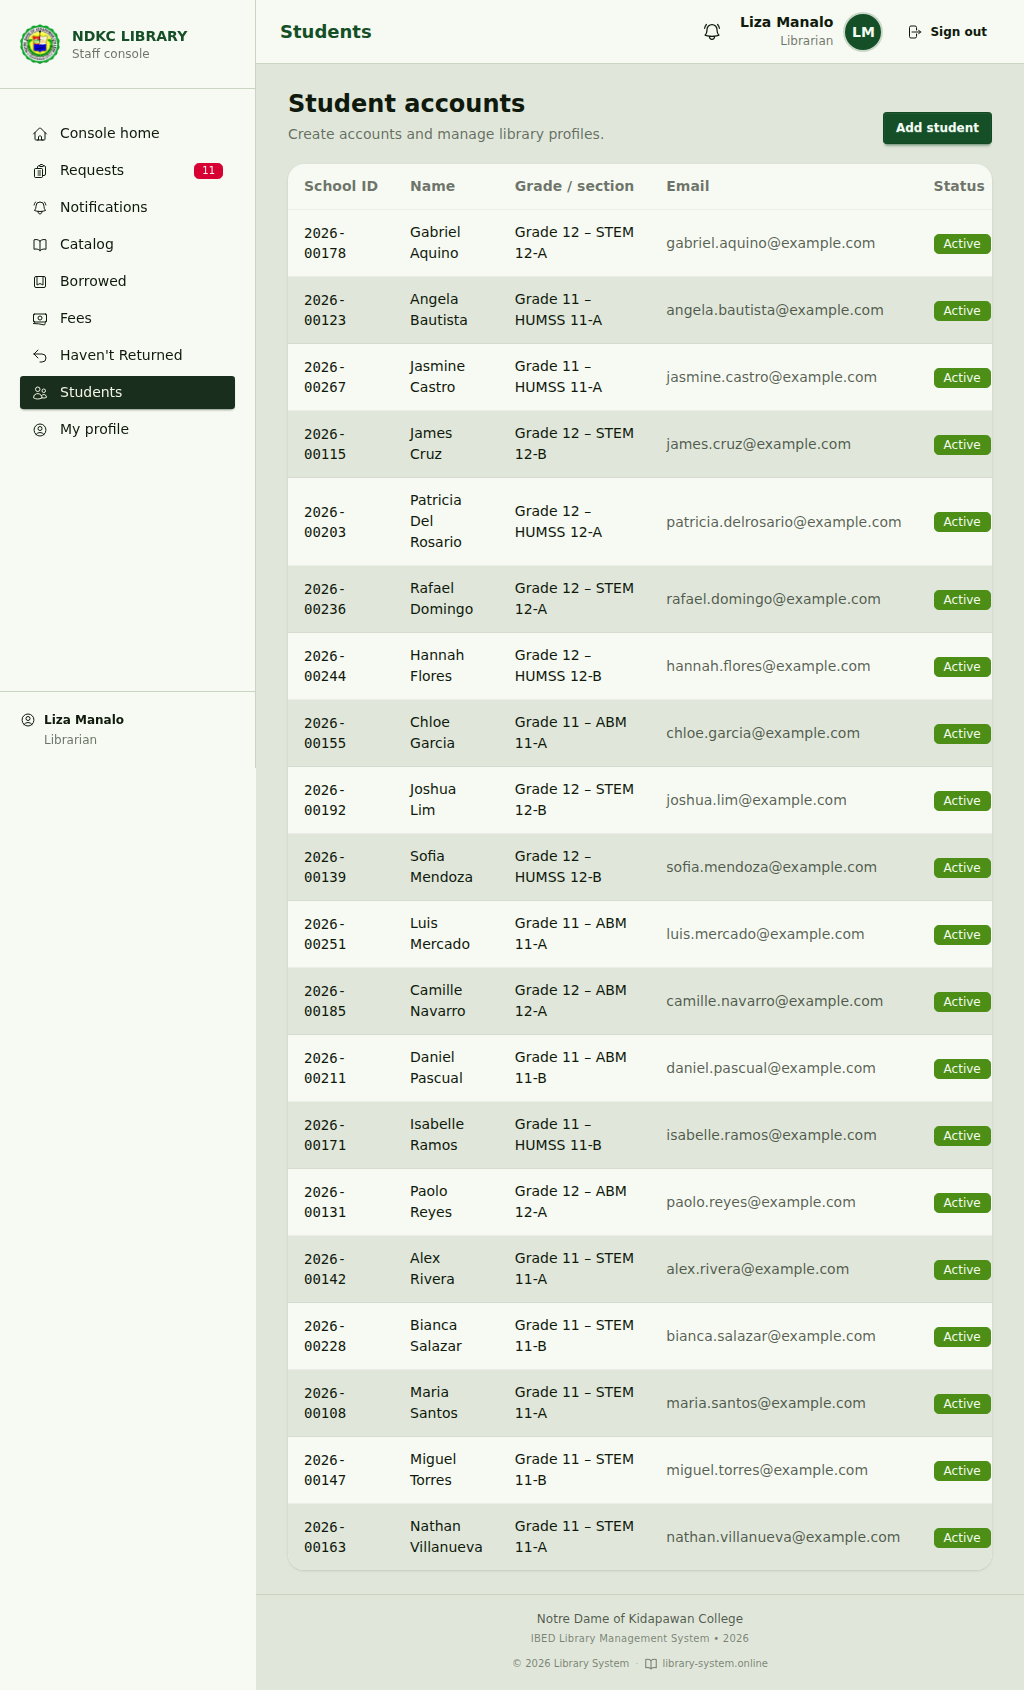 NDKC LIBRARY
Staff console
Console home
Requests 11
Notifications
Catalog
Borrowed
Fees
Haven't Returned
Students
My profile
Liza Manalo
Librarian
Students
Liza Manalo
Librarian
LM
Sign out
Student accounts
Create accounts and manage library profiles.
Add student
School ID Name Grade / section Email Status
2026-00178 Gabriel Aquino Grade 12 – STEM 12-A gabriel.aquino@example.com Active
2026-00123 Angela Bautista Grade 11 – HUMSS 11-A angela.bautista@example.com Active
2026-00267 Jasmine Castro Grade 11 – HUMSS 11-A jasmine.castro@example.com Active
2026-00115 James Cruz Grade 12 – STEM 12-B james.cruz@example.com Active
2026-00203 Patricia Del Rosario Grade 12 – HUMSS 12-A patricia.delrosario@example.com Active
2026-00236 Rafael Domingo Grade 12 – STEM 12-A rafael.domingo@example.com Active
2026-00244 Hannah Flores Grade 12 – HUMSS 12-B hannah.flores@example.com Active
2026-00155 Chloe Garcia Grade 11 – ABM 11-A chloe.garcia@example.com Active
2026-00192 Joshua Lim Grade 12 – STEM 12-B joshua.lim@example.com Active
2026-00139 Sofia Mendoza Grade 12 – HUMSS 12-B sofia.mendoza@example.com Active
2026-00251 Luis Mercado Grade 11 – ABM 11-A luis.mercado@example.com Active
2026-00185 Camille Navarro Grade 12 – ABM 12-A camille.navarro@example.com Active
2026-00211 Daniel Pascual Grade 11 – ABM 11-B daniel.pascual@example.com Active
2026-00171 Isabelle Ramos Grade 11 – HUMSS 11-B isabelle.ramos@example.com Active
2026-00131 Paolo Reyes Grade 12 – ABM 12-A paolo.reyes@example.com Active
2026-00142 Alex Rivera Grade 11 – STEM 11-A alex.rivera@example.com Active
2026-00228 Bianca Salazar Grade 11 – STEM 11-B bianca.salazar@example.com Active
2026-00108 Maria Santos Grade 11 – STEM 11-A maria.santos@example.com Active
2026-00147 Miguel Torres Grade 11 – STEM 11-B miguel.torres@example.com Active
2026-00163 Nathan Villanueva Grade 11 – STEM 11-A nathan.villanueva@example.com Active
Notre Dame of Kidapawan College
IBED Library Management System • 2026
© 2026 Library System · library-system.online